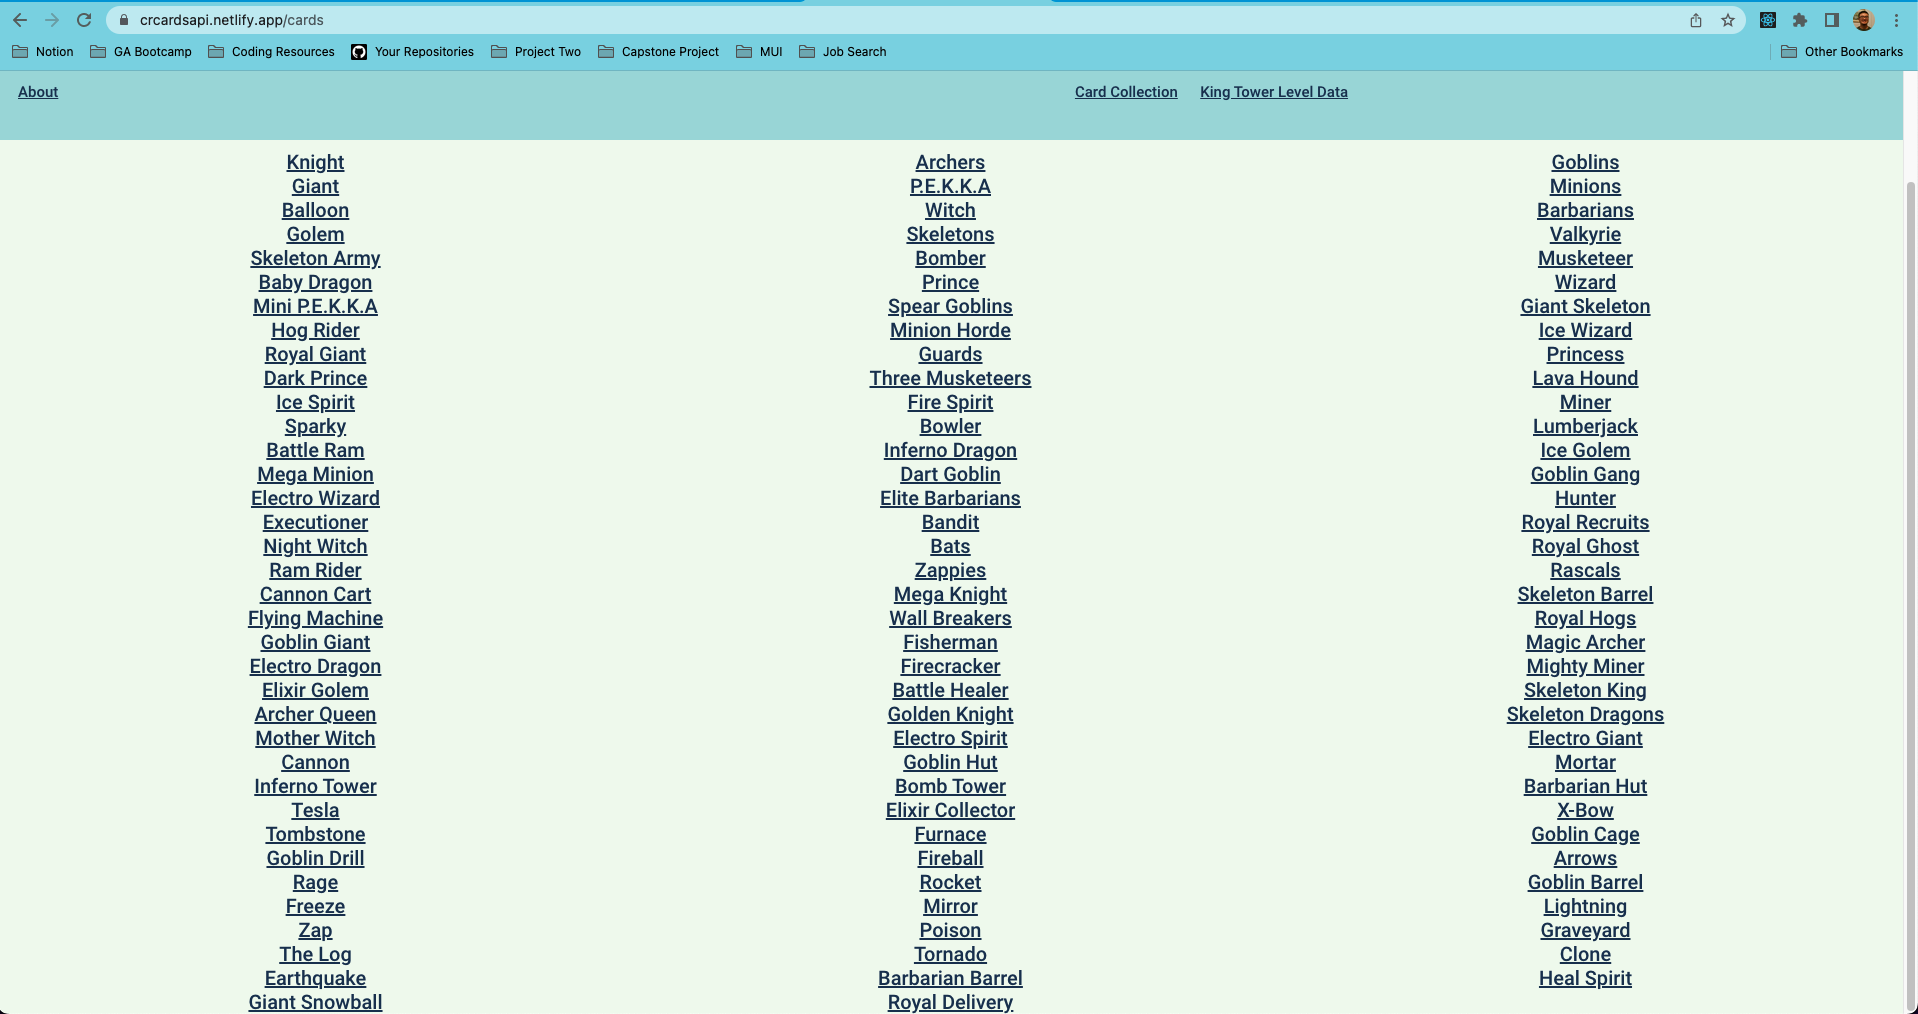 crcardsapi.netlify.app/cards
Notion GA Bootcamp Coding Resources Your Repositories Project Two Capstone Project MUI Job Search Other Bookmarks
About Card Collection King Tower Level Data
Knight Archers Goblins
Giant P.E.K.K.A Minions
Balloon Witch Barbarians
Golem Skeletons Valkyrie
Skeleton Army Bomber Musketeer
Baby Dragon Prince Wizard
Mini P.E.K.K.A Spear Goblins Giant Skeleton
Hog Rider Minion Horde Ice Wizard
Royal Giant Guards Princess
Dark Prince Three Musketeers Lava Hound
Ice Spirit Fire Spirit Miner
Sparky Bowler Lumberjack
Battle Ram Inferno Dragon Ice Golem
Mega Minion Dart Goblin Goblin Gang
Electro Wizard Elite Barbarians Hunter
Executioner Bandit Royal Recruits
Night Witch Bats Royal Ghost
Ram Rider Zappies Rascals
Cannon Cart Mega Knight Skeleton Barrel
Flying Machine Wall Breakers Royal Hogs
Goblin Giant Fisherman Magic Archer
Electro Dragon Firecracker Mighty Miner
Elixir Golem Battle Healer Skeleton King
Archer Queen Golden Knight Skeleton Dragons
Mother Witch Electro Spirit Electro Giant
Cannon Goblin Hut Mortar
Inferno Tower Bomb Tower Barbarian Hut
Tesla Elixir Collector X-Bow
Tombstone Furnace Goblin Cage
Goblin Drill Fireball Arrows
Rage Rocket Goblin Barrel
Freeze Mirror Lightning
Zap Poison Graveyard
The Log Tornado Clone
Earthquake Barbarian Barrel Heal Spirit
Giant Snowball Royal Delivery